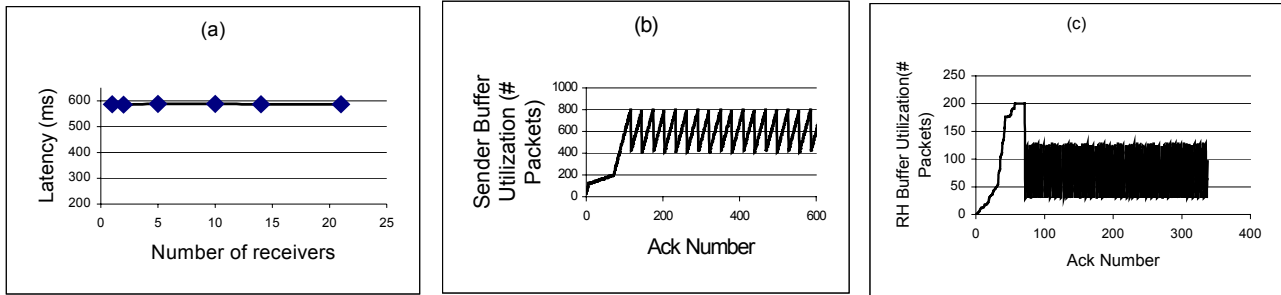 (a)
Latency (ms)
600
500
400
300
200
0
5
10
15
20
25
Number of receivers
(b)
Sender Buffer
Utilization (#
Packets)
1000
800
600
400
200
0
0
200
400
600
Ack Number
(c)
RH Buffer Utilization(#
Packets)
250
200
150
100
50
0
0
100
200
300
400
Ack Number